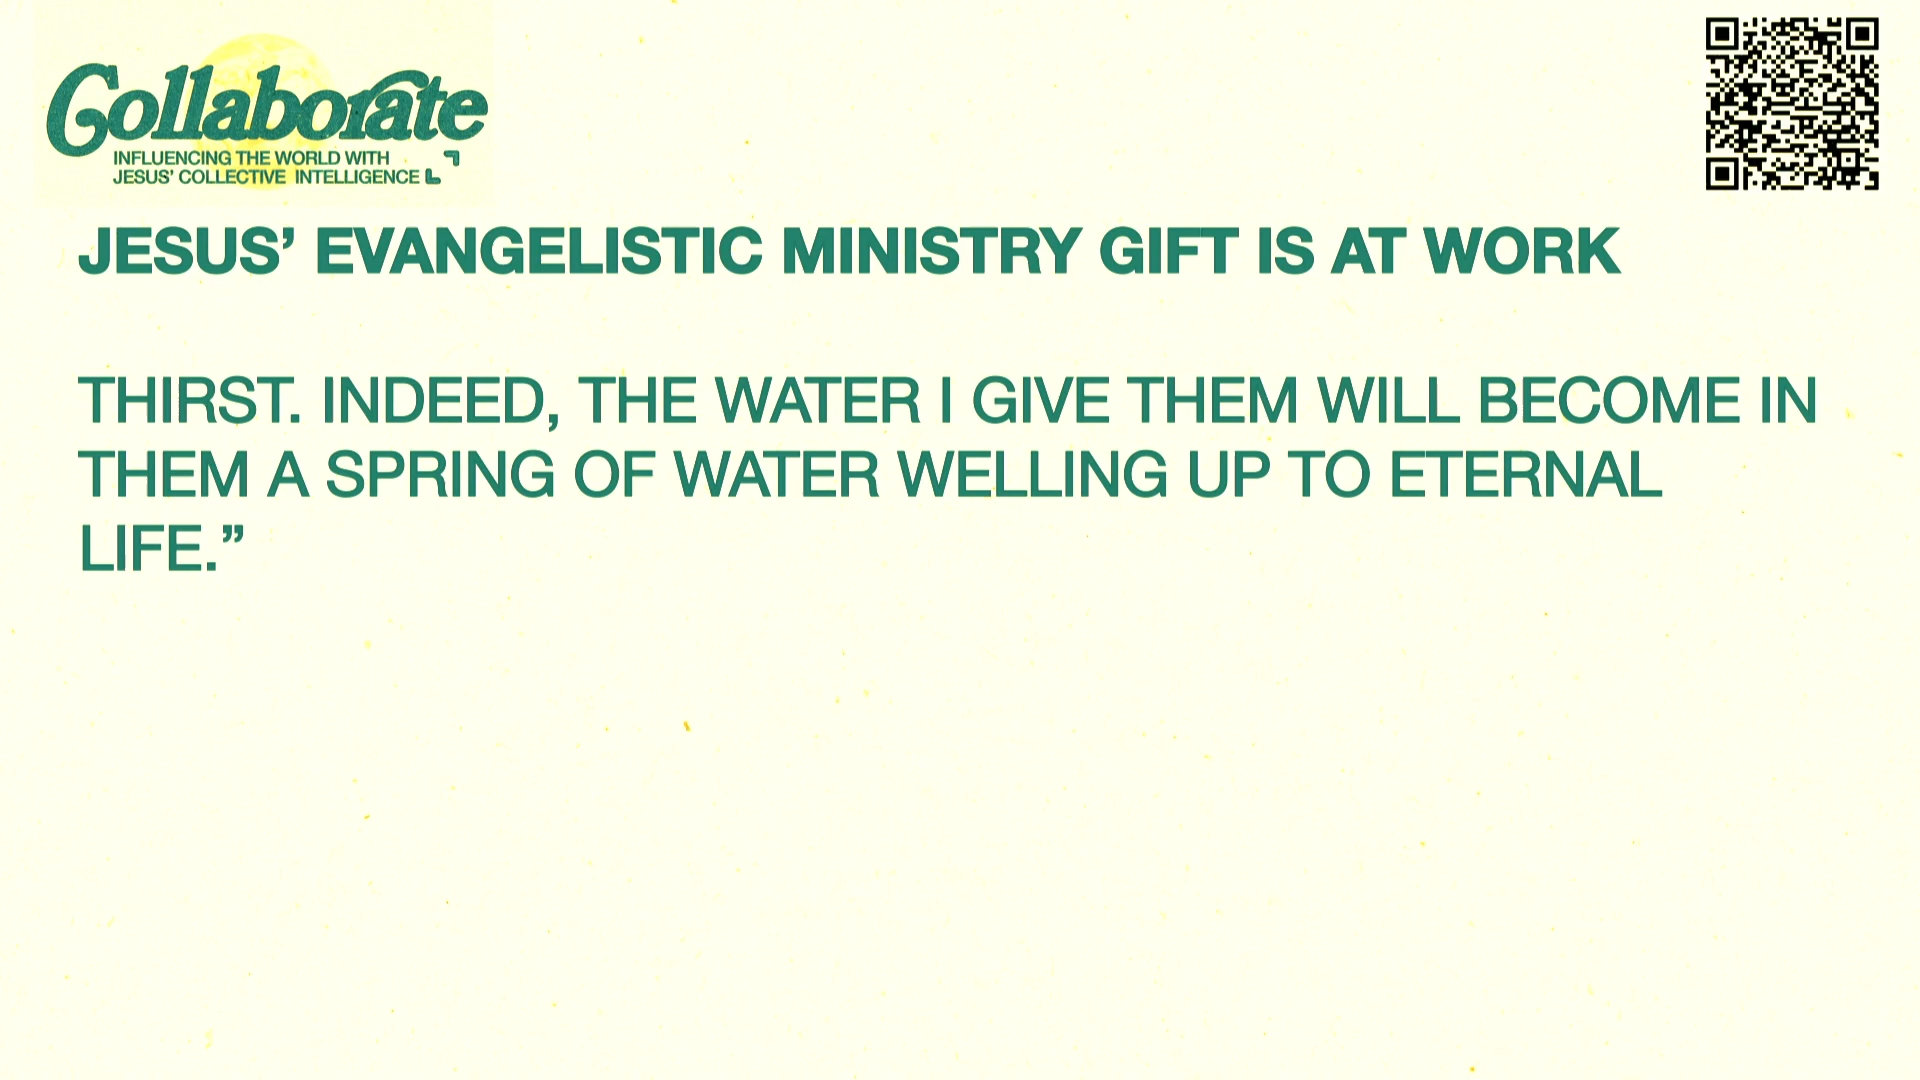 Collaborate
INFLUENCING THE WORLD WITH
JESUS’ COLLECTIVE INTELLIGENCE
JESUS’ EVANGELISTIC MINISTRY GIFT IS AT WORK
THIRST. INDEED, THE WATER I GIVE THEM WILL BECOME IN
THEM A SPRING OF WATER WELLING UP TO ETERNAL
LIFE.”